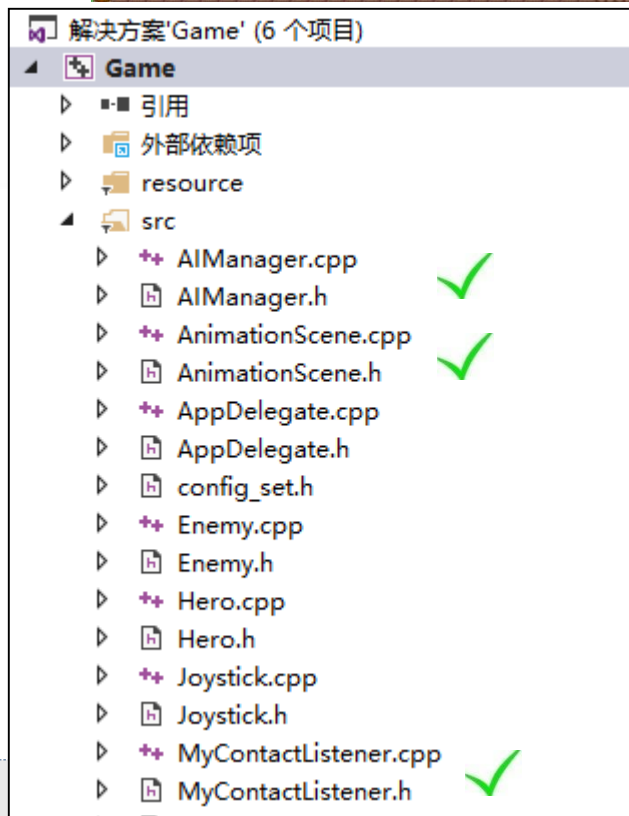 解决方案'Game' (6 个项目)
Game
引用
外部依赖项
resource
src
AIManager.cpp
AIManager.h
AnimationScene.cpp
AnimationScene.h
AppDelegate.cpp
AppDelegate.h
config_set.h
Enemy.cpp
Enemy.h
Hero.cpp
Hero.h
Joystick.cpp
Joystick.h
MyContactListener.cpp
MyContactListener.h